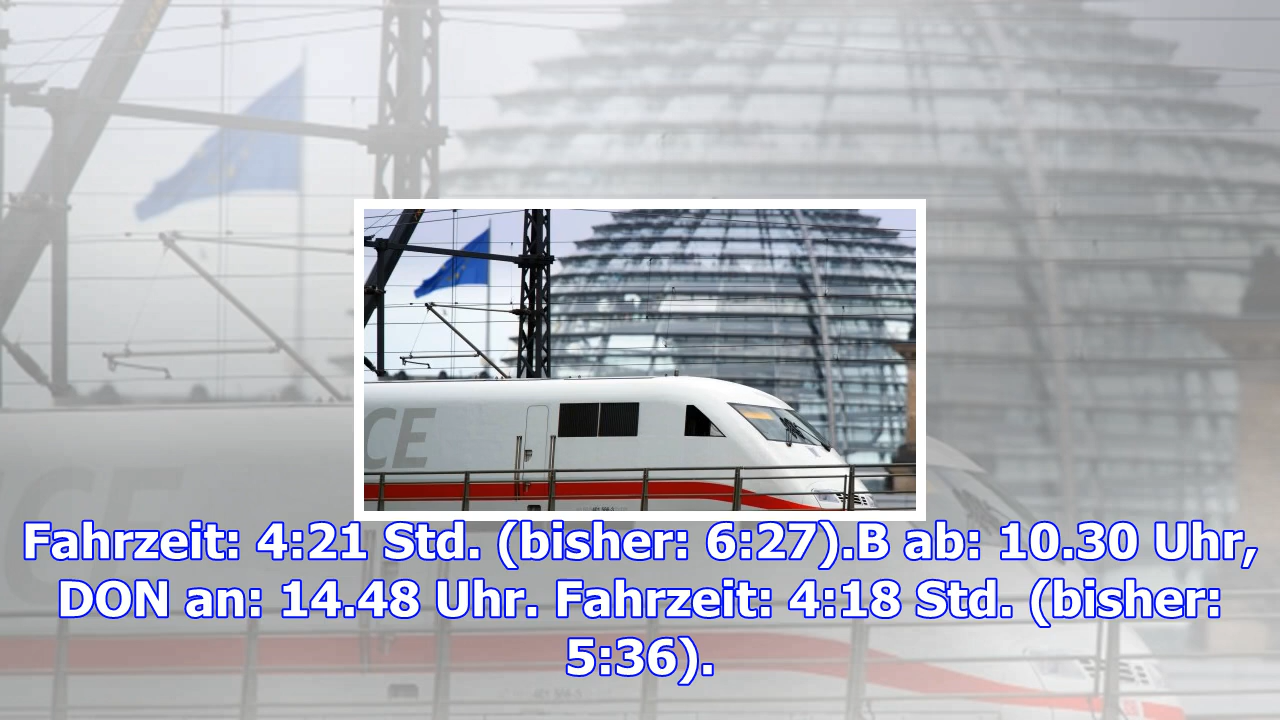 CE
Fahrzeit: 4:21 Std. (bisher: 6:27).B ab: 10.30 Uhr,
DON an: 14.48 Uhr. Fahrzeit: 4:18 Std. (bisher:
5:36).